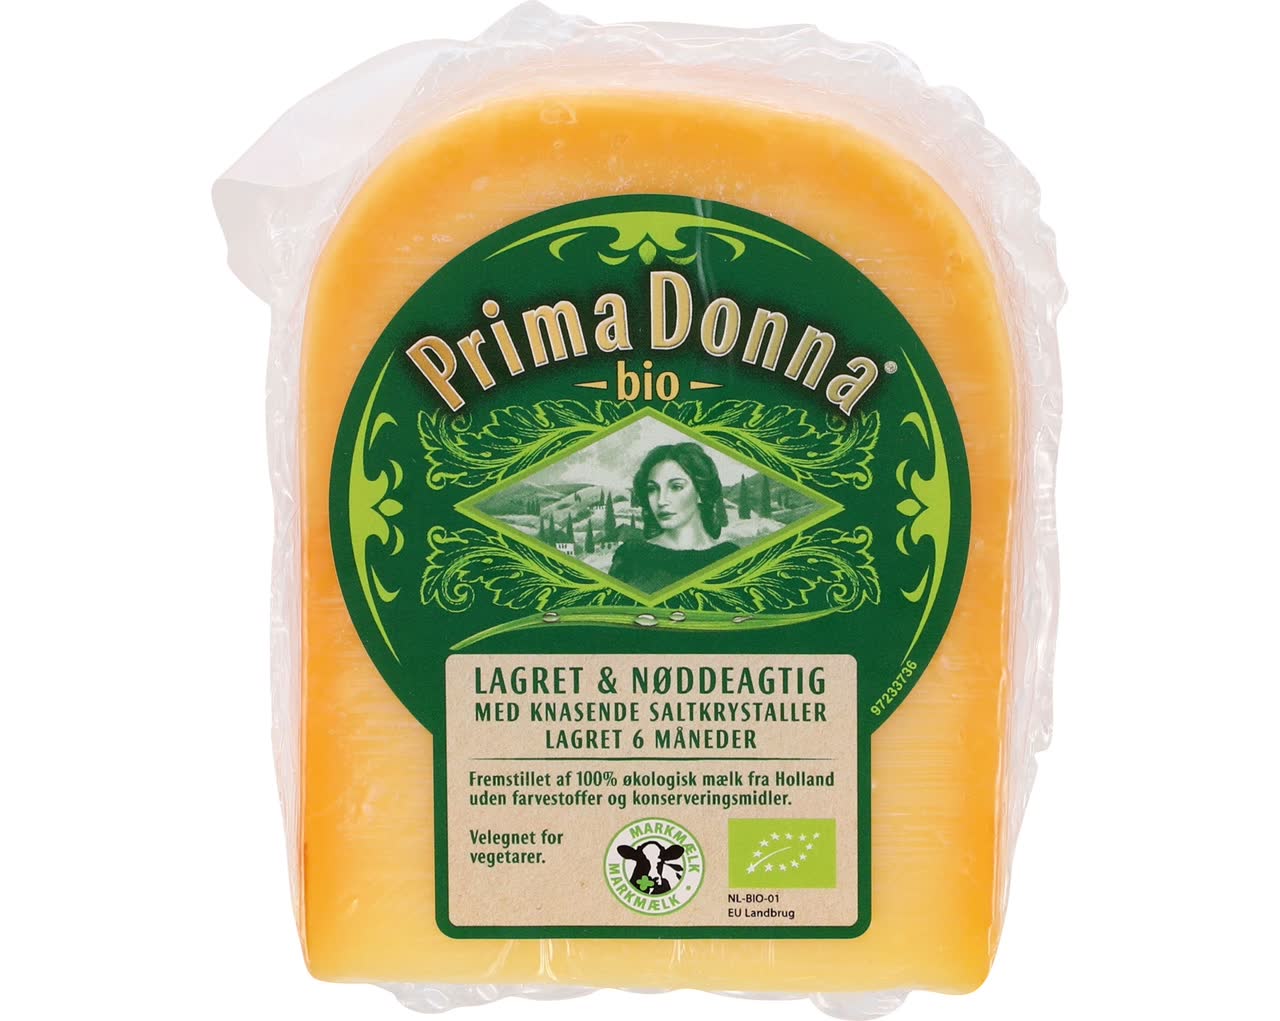 Prima Donna®
bio
LAGRET & NØDDEAGTIG
MED KNASENDE SALTKRYSTALLER
LAGRET 6 MÅNEDER
97233736
Fremstillet af 100% økologisk mælk fra Holland
uden farvestoffer og konserveringsmidler.
Velegnet for
vegetarer.
MARKMÆLK
MARKMÆLK
NL-BIO-01
EU Landbrug